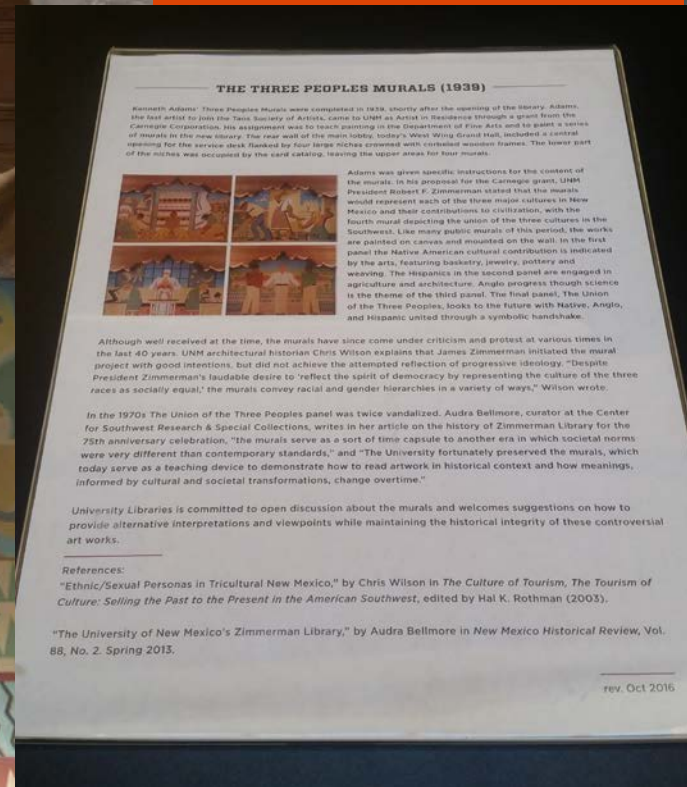 THE THREE PEOPLES MURALS (1939)
Kenneth Adams' Three Peoples Murals were completed in 1939, shortly after the opening of the library. Adams,
the last artist to join the Taos Society of Artists, came to UNM as Artist in Residence through a grant from the
Carnegie Corporation. His assignment was to teach painting in the Department of Fine Arts and to paint a series
of murals in the new library. The rear wall of the main lobby, today's West Wing Grand Hall, included a central
opening for the service desk flanked by four large niches crowned with corbeled wooden frames. The lower part
of the niches was occupied by the card catalog, leaving the upper areas for four murals.
Adams was given specific instructions for the content of
the murals. In his proposal for the Carnegie grant, UNM
President Robert F. Zimmerman stated that the murals
would represent each of the three major cultures in New
Mexico and their contributions to civilization, with the
fourth mural depicting the union of the three cultures in the
Southwest. Like many public murals of this period, the works
are painted on canvas and mounted on the wall. In the first
panel the Native American cultural contribution is indicated
by the arts, featuring basketry, jewelry, pottery and
weaving. The Hispanics in the second panel are engaged in
agriculture and architecture. Anglo progress though science
is the theme of the third panel. The final panel, The Union
of the Three Peoples, looks to the future with Native, Anglo,
and Hispanic united through a symbolic handshake.
Although well received at the time, the murals have since come under criticism and protest at various times in
the last 40 years. UNM architectural historian Chris Wilson explains that James Zimmerman initiated the mural
project with good intentions, but did not achieve the attempted reflection of progressive ideology. "Despite
President Zimmerman's laudable desire to 'reflect the spirit of democracy by representing the culture of the three
races as socially equal,' the murals convey racial and gender hierarchies in a variety of ways," Wilson wrote.
In the 1970s The Union of the Three Peoples panel was twice vandalized. Audra Bellmore, curator at the Center
for Southwest Research & Special Collections, writes in her article on the history of Zimmerman Library for the
75th anniversary celebration, "the murals serve as a sort of time capsule to another era in which societal norms
were very different than contemporary standards," and "The University fortunately preserved the murals, which
today serve as a teaching device to demonstrate how to read artwork in historical context and how meanings,
informed by cultural and societal transformations, change overtime."
University Libraries is committed to open discussion about the murals and welcomes suggestions on how to
provide alternative interpretations and viewpoints while maintaining the historical integrity of these controversial
art works.
References:
"Ethnic/Sexual Personas in Tricultural New Mexico," by Chris Wilson in The Culture of Tourism, The Tourism of
Culture: Selling the Past to the Present in the American Southwest, edited by Hal K. Rothman (2003).
"The University of New Mexico's Zimmerman Library," by Audra Bellmore in New Mexico Historical Review, Vol.
88, No. 2. Spring 2013.
rev. Oct 2016